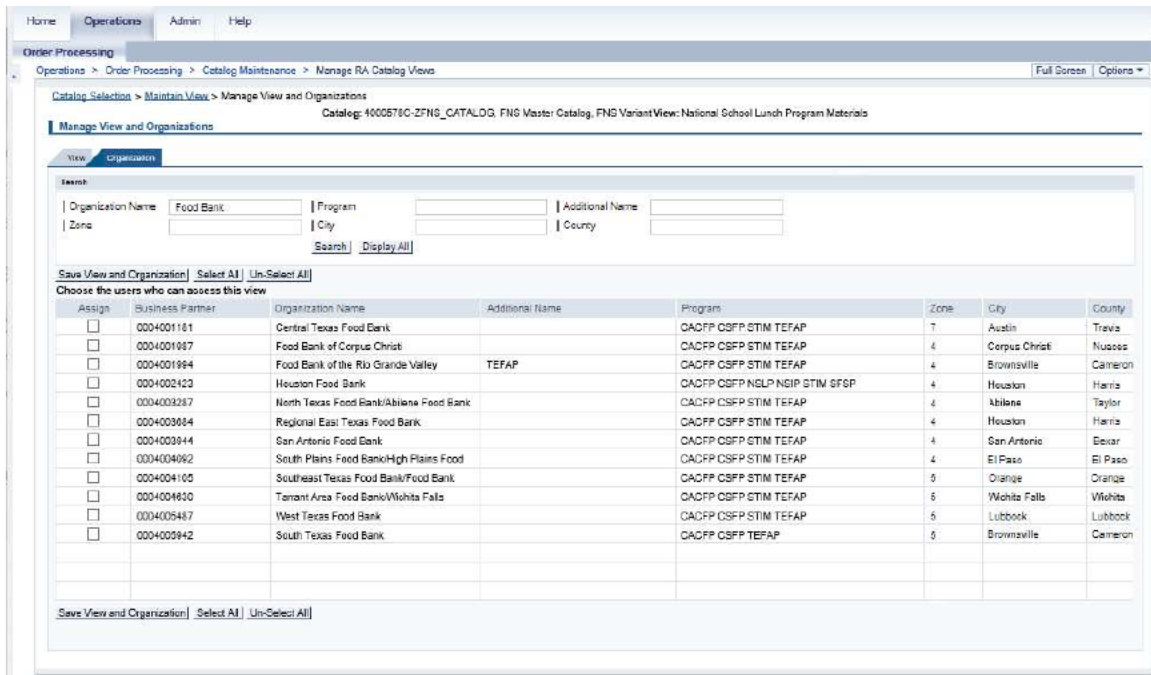 Home Operations Admin Help
Order Processing
Operations > Order Processing > Catalog Maintenance > Manage RA Catalog Views Full Screen Options
Catalog Selection > Maintain View > Manage View and Organizations
Catalog: 4000576C-ZFNS_CATALOG, FNS Master Catalog, FNS Variant View: National School Lunch Program Materials
Manage View and Organizations
View Organization
Search
Organization Name Food Bank Program Additional Name
Zone City County
Search Display All
Save View and Organization Select All Un-Select All
Choose the users who can access this view
Assign Business Partner Organization Name Additional Name Program Zone City County
0004001181 Central Texas Food Bank CACFP CSFP STIM TEFAP 7 Austin Travis
0004001987 Food Bank of Corpus Christi CACFP CSFP STIM TEFAP 4 Corpus Christi Nueces
0004001994 Food Bank of the Rio Grande Valley TEFAP CACFP CSFP STIM TEFAP 4 Brownsville Cameron
0004002423 Houston Food Bank CACFP CSFP NSLP NSIP STIM SFSP 4 Houston Harris
0004003287 North Texas Food Bank/Abilene Food Bank CACFP CSFP STIM TEFAP 4 Abilene Taylor
0004003684 Regional East Texas Food Bank CACFP CSFP STIM TEFAP 4 Houston Harris
0004003944 San Antonio Food Bank CACFP CSFP STIM TEFAP 4 San Antonio Bexar
0004004092 South Plains Food Bank/High Plains Food CACFP CSFP STIM TEFAP 4 El Paso El Paso
0004004105 Southeast Texas Food Bank/Food Bank CACFP CSFP STIM TEFAP 5 Orange Orange
0004004630 Tarrant Area Food Bank/Wichita Falls CACFP CSFP STIM TEFAP 5 Wichita Falls Wichita
0004005487 West Texas Food Bank CACFP CSFP STIM TEFAP 5 Lubbock Lubbock
0004005942 South Texas Food Bank CACFP CSFP TEFAP 5 Brownsville Cameron
Save View and Organization Select All Un-Select All